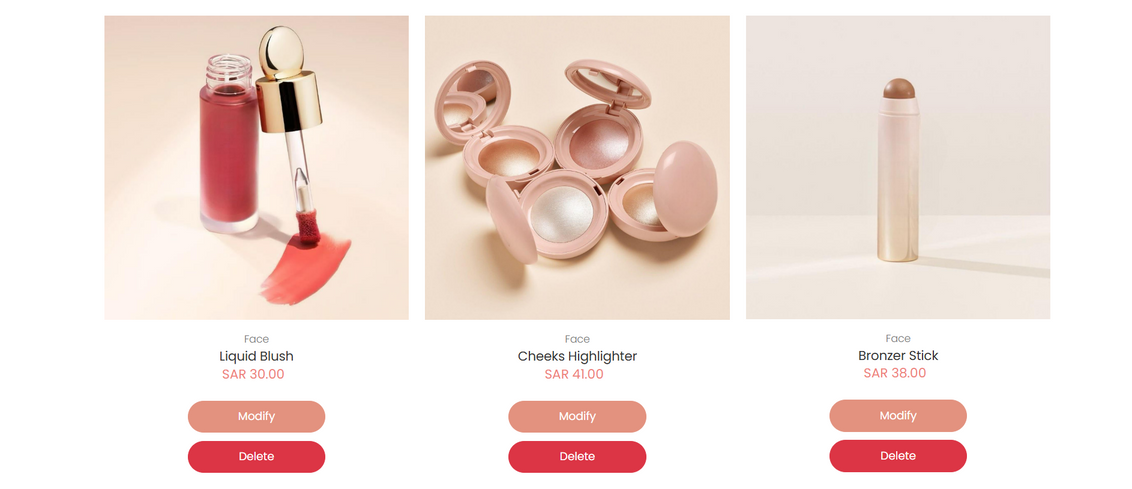 Face
Liquid Blush
SAR 30.00
Modify
Delete
Face
Cheeks Highlighter
SAR 41.00
Modify
Delete
Face
Bronzer Stick
SAR 38.00
Modify
Delete